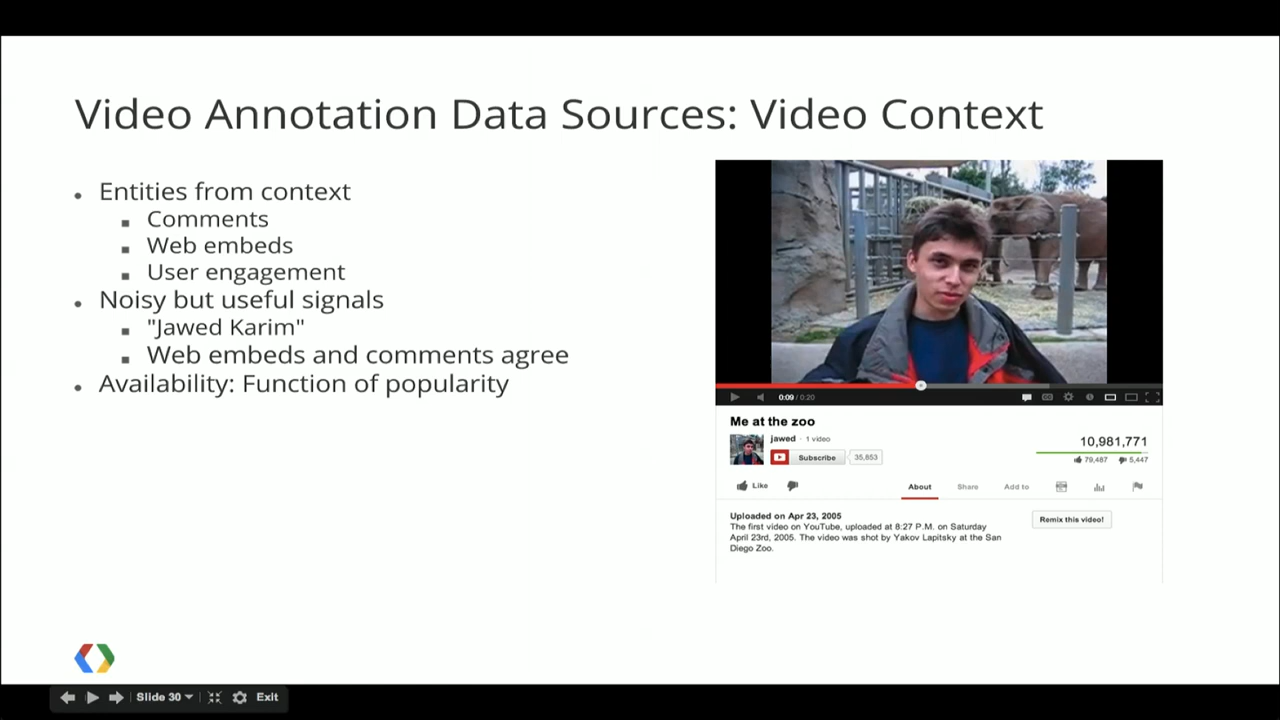 Video Annotation Data Sources: Video Context
Entities from context
Comments
Web embeds
User engagement
Noisy but useful signals
"Jawed Karim"
Web embeds and comments agree
Availability: Function of popularity
0:09 / 0:20
Me at the zoo
jawed · 1 video
Subscribe 35,853
10,981,771
79,487 5,447
Like
About Share Add to
Uploaded on Apr 23, 2005
The first video on YouTube, uploaded at 8:27 P.M. on Saturday
April 23rd, 2005. The video was shot by Yakov Lapitsky at the San
Diego Zoo.
Remix this video!
Slide 30
Exit